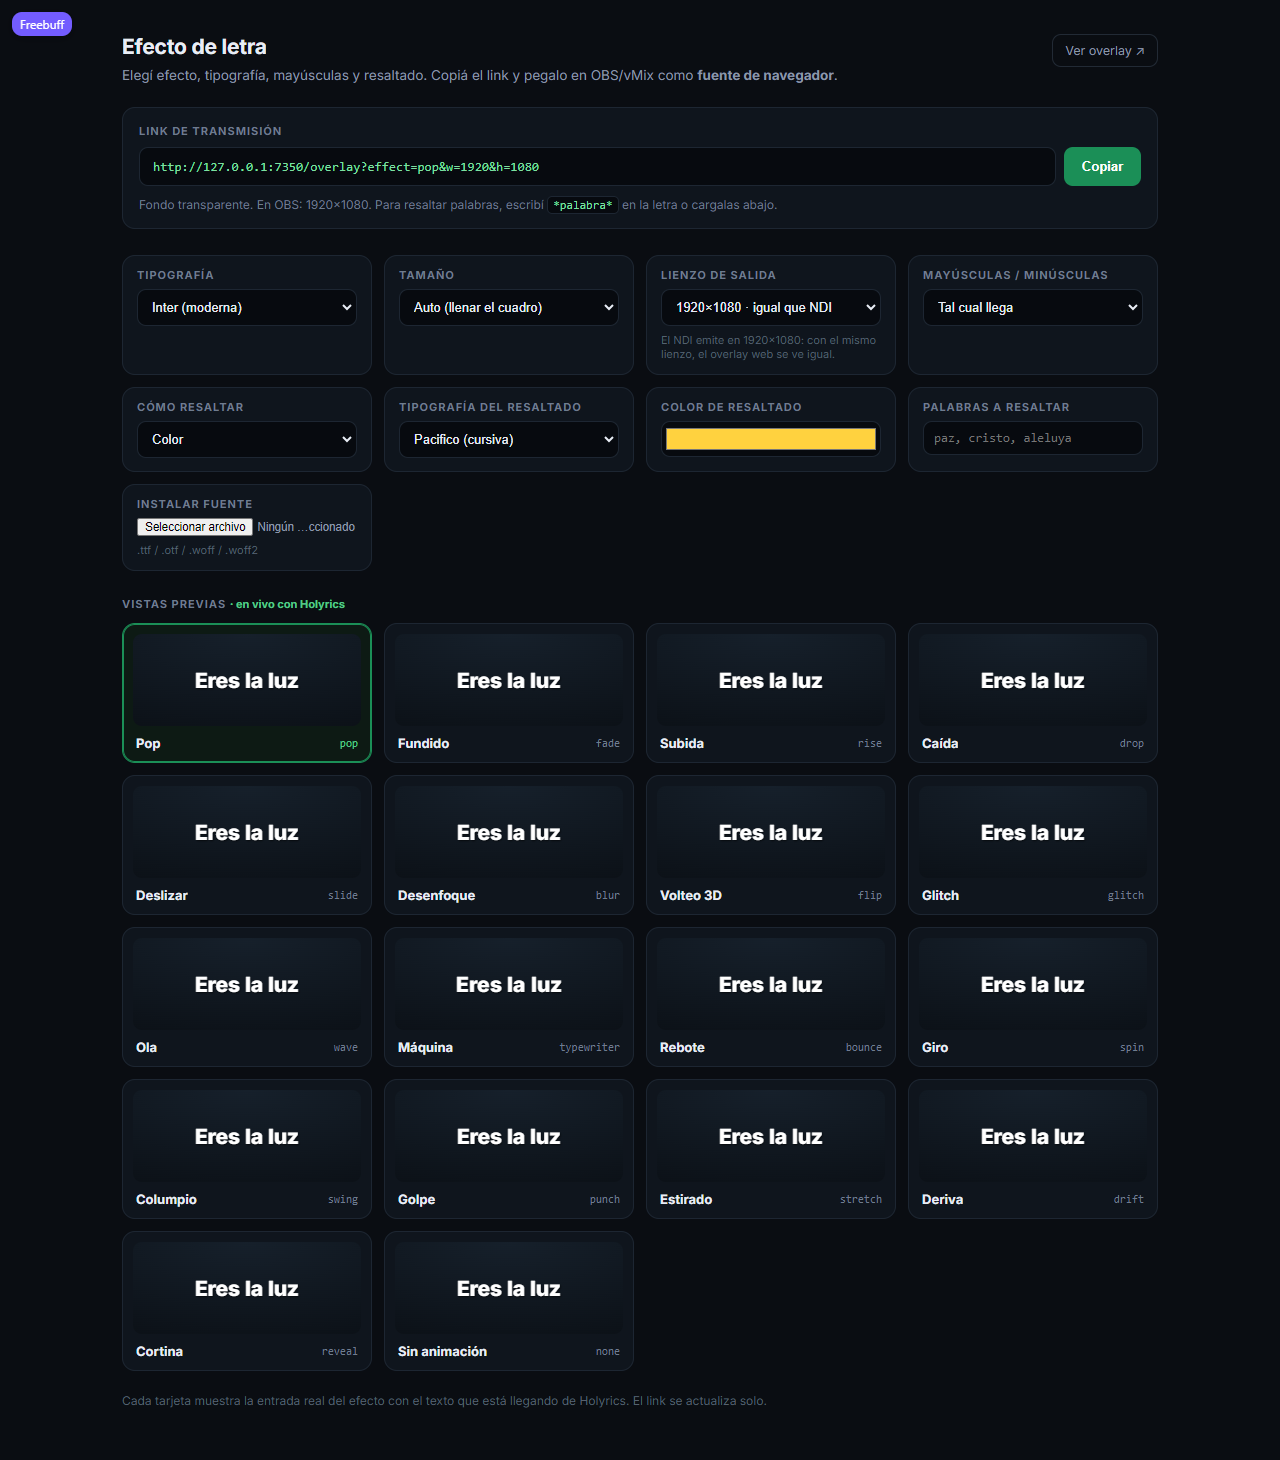 Freebuff
Efecto de letra
Ver overlay ↗
Elegí efecto, tipografía, mayúsculas y resaltado. Copiá el link y pegalo en OBS/vMix como fuente de navegador.
LINK DE TRANSMISIÓN
http://127.0.0.1:7350/overlay?effect=pop&w=1920&h=1080
Copiar
Fondo transparente. En OBS: 1920×1080. Para resaltar palabras, escribí *palabra* en la letra o cargalas abajo.
TIPOGRAFÍA
Inter (moderna)
TAMAÑO
Auto (llenar el cuadro)
LIENZO DE SALIDA
1920×1080 · igual que NDI
El NDI emite en 1920×1080: con el mismo
lienzo, el overlay web se ve igual.
MAYÚSCULAS / MINÚSCULAS
Tal cual llega
CÓMO RESALTAR
Color
TIPOGRAFÍA DEL RESALTADO
Pacifico (cursiva)
COLOR DE RESALTADO
PALABRAS A RESALTAR
paz, cristo, aleluya
INSTALAR FUENTE
Seleccionar archivo Ningún ...ccionado
.ttf / .otf / .woff / .woff2
VISTAS PREVIAS · en vivo con Holyrics
Eres la luz
Pop pop
Eres la luz
Fundido fade
Eres la luz
Subida rise
Eres la luz
Caída drop
Eres la luz
Deslizar slide
Eres la luz
Desenfoque blur
Eres la luz
Volteo 3D flip
Eres la luz
Glitch glitch
Eres la luz
Ola wave
Eres la luz
Máquina typewriter
Eres la luz
Rebote bounce
Eres la luz
Giro spin
Eres la luz
Columpio swing
Eres la luz
Golpe punch
Eres la luz
Estirado stretch
Eres la luz
Deriva drift
Eres la luz
Cortina reveal
Eres la luz
Sin animación none
Cada tarjeta muestra la entrada real del efecto con el texto que está llegando de Holyrics. El link se actualiza solo.